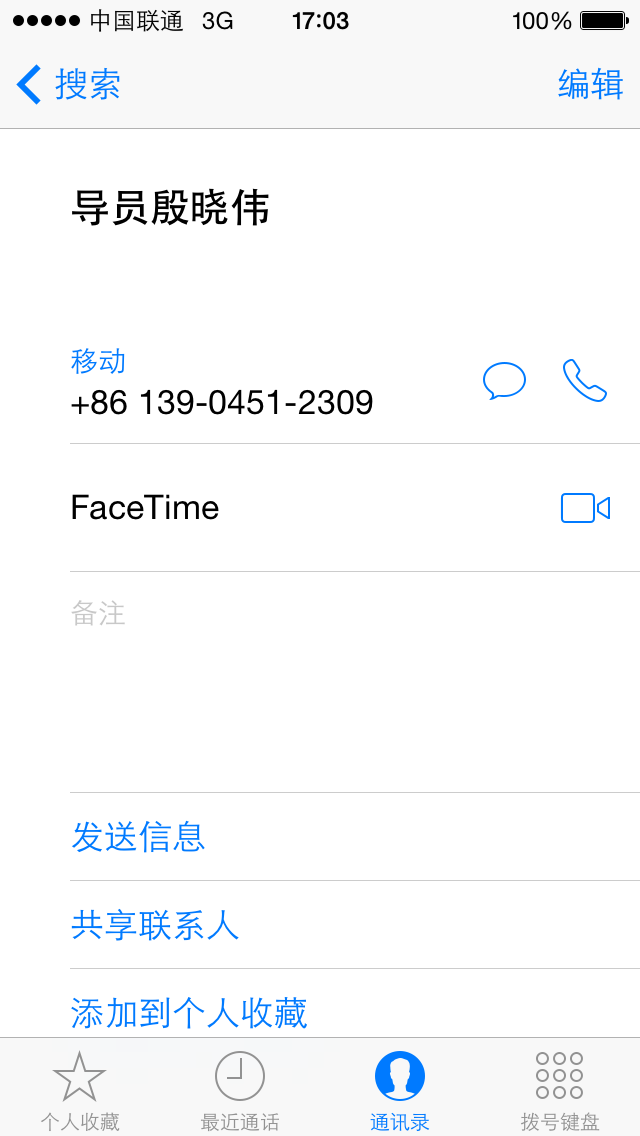 中国联通 3G 17:03 100%
搜索 编辑
导员殷晓伟
移动
+86 139-0451-2309
FaceTime
备注
发送信息
共享联系人
添加到个人收藏
个人收藏 最近通话 通讯录 拨号键盘